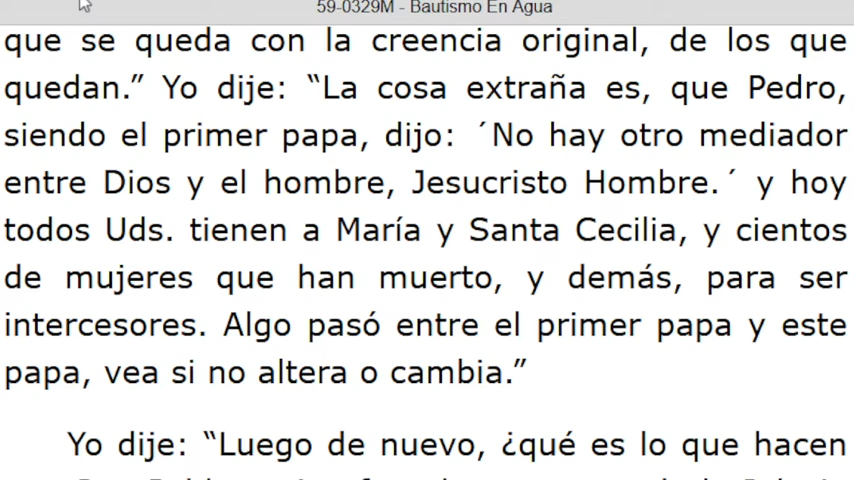 59-0329M - Bautismo En Agua
que se queda con la creencia original, de los que
quedan.” Yo dije: “La cosa extraña es, que Pedro,
siendo el primer papa, dijo: ´No hay otro mediador
entre Dios y el hombre, Jesucristo Hombre.´ y hoy
todos Uds. tienen a María y Santa Cecilia, y cientos
de mujeres que han muerto, y demás, para ser
intercesores. Algo pasó entre el primer papa y este
papa, vea si no altera o cambia.”
Yo dije: “Luego de nuevo, ¿qué es lo que hacen